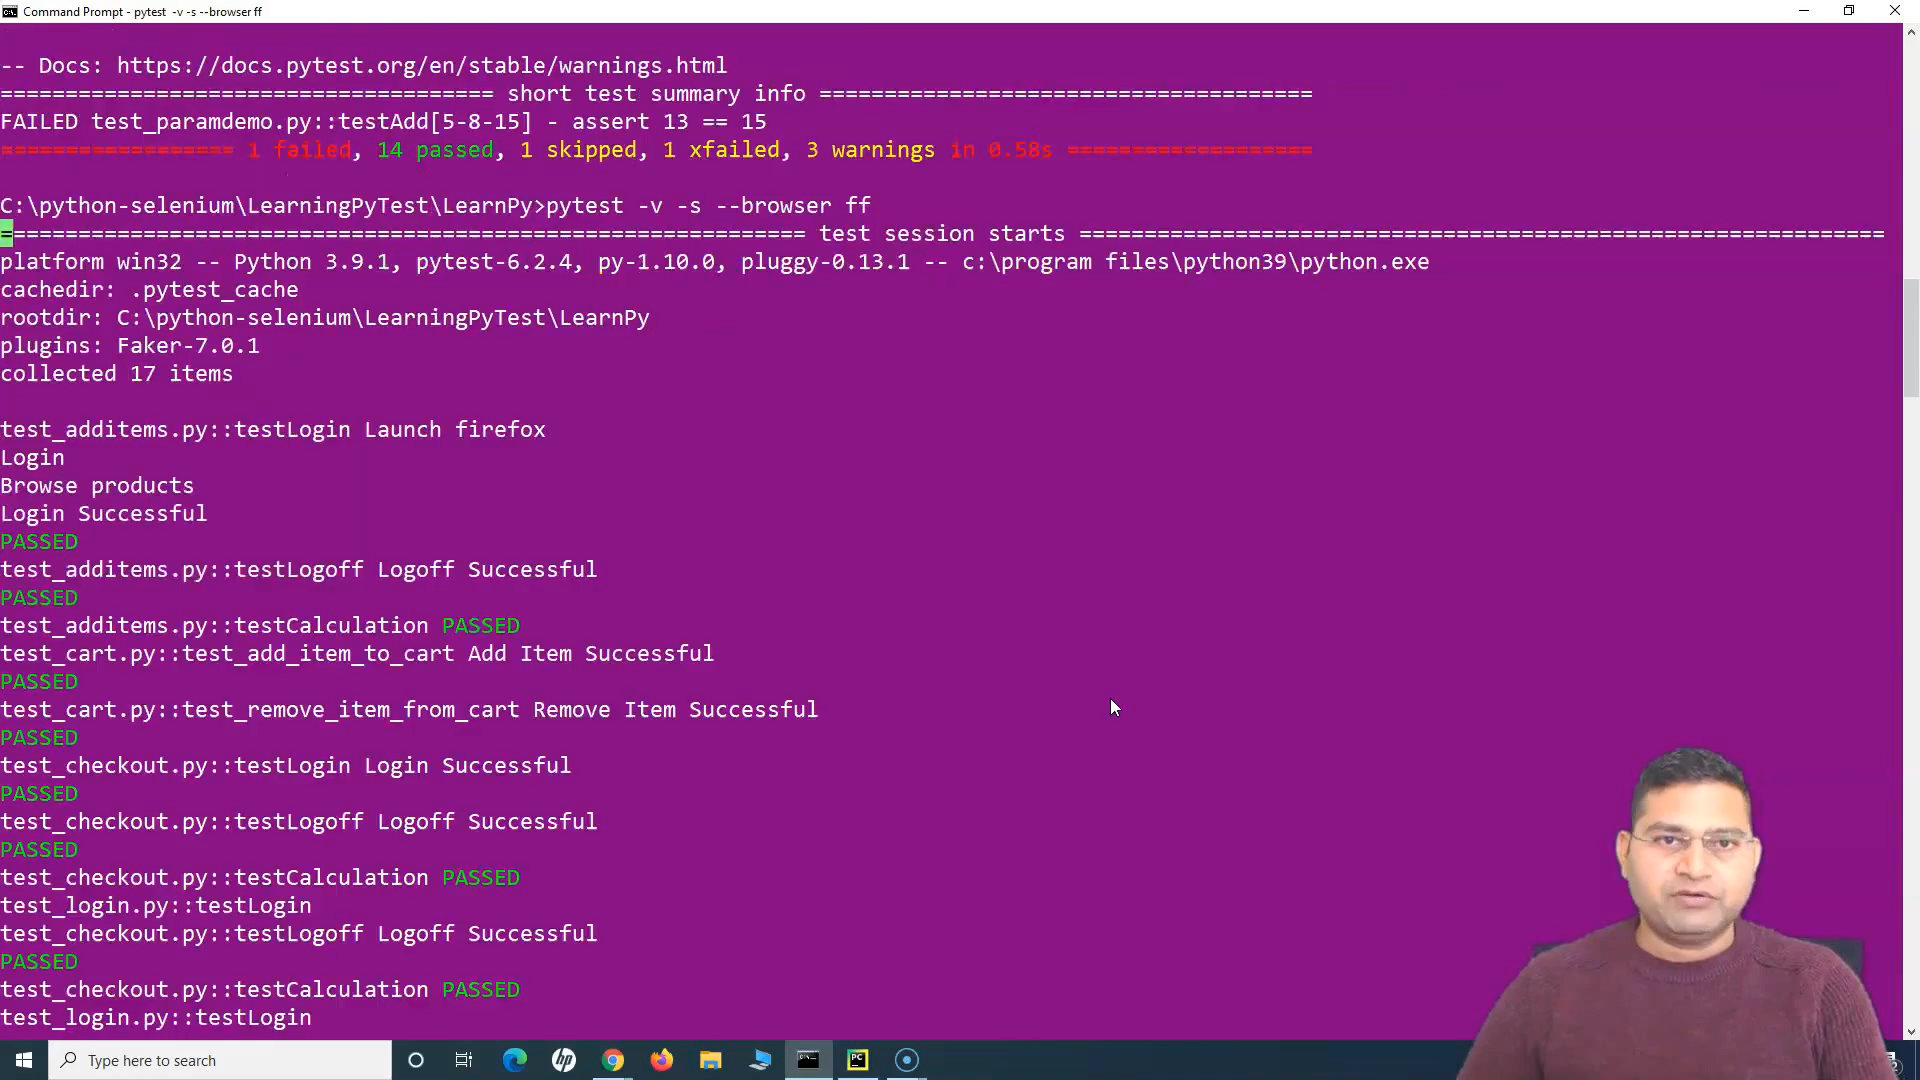 Command Prompt - pytest -v -s --browser ff
-- Docs: https://docs.pytest.org/en/stable/warnings.html
====================================== short test summary info ======================================
FAILED test_paramdemo.py::testAdd[5-8-15] - assert 13 == 15
================== 1 failed, 14 passed, 1 skipped, 1 xfailed, 3 warnings in 0.58s ===================
C:\python-selenium\LearningPyTest\LearnPy>pytest -v -s --browser ff
============================================================== test session starts ==============================================================
platform win32 -- Python 3.9.1, pytest-6.2.4, py-1.10.0, pluggy-0.13.1 -- c:\program files\python39\python.exe
cachedir: .pytest_cache
rootdir: C:\python-selenium\LearningPyTest\LearnPy
plugins: Faker-7.0.1
collected 17 items
test_additems.py::testLogin Launch firefox
Login
Browse products
Login Successful
PASSED
test_additems.py::testLogoff Logoff Successful
PASSED
test_additems.py::testCalculation PASSED
test_cart.py::test_add_item_to_cart Add Item Successful
PASSED
test_cart.py::test_remove_item_from_cart Remove Item Successful
PASSED
test_checkout.py::testLogin Login Successful
PASSED
test_checkout.py::testLogoff Logoff Successful
PASSED
test_checkout.py::testCalculation PASSED
test_login.py::testLogin
test_checkout.py::testLogoff Logoff Successful
PASSED
test_checkout.py::testCalculation PASSED
test_login.py::testLogin
Type here to search